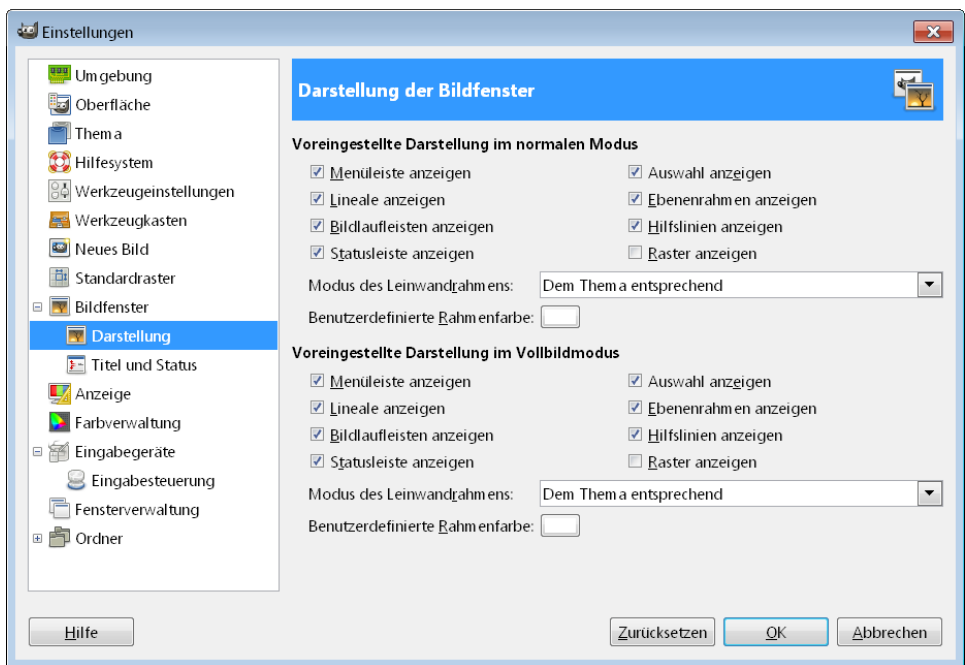 Einstellungen
Umgebung
Oberfläche
Thema
Hilfesystem
Werkzeugeinstellungen
Werkzeugkasten
Neues Bild
Standardraster
Bildfenster
Darstellung
Titel und Status
Anzeige
Farbverwaltung
Eingabegeräte
Eingabesteuerung
Fensterverwaltung
Ordner
Darstellung der Bildfenster
Voreingestellte Darstellung im normalen Modus
Menüleiste anzeigen
Auswahl anzeigen
Lineale anzeigen
Ebenenrahmen anzeigen
Bildlaufleisten anzeigen
Hilfslinien anzeigen
Statusleiste anzeigen
Raster anzeigen
Modus des Leinwandrahmens: Dem Thema entsprechend
Benutzerdefinierte Rahmenfarbe:
Voreingestellte Darstellung im Vollbildmodus
Menüleiste anzeigen
Auswahl anzeigen
Lineale anzeigen
Ebenenrahmen anzeigen
Bildlaufleisten anzeigen
Hilfslinien anzeigen
Statusleiste anzeigen
Raster anzeigen
Modus des Leinwandrahmens: Dem Thema entsprechend
Benutzerdefinierte Rahmenfarbe:
Hilfe
Zurücksetzen
OK
Abbrechen